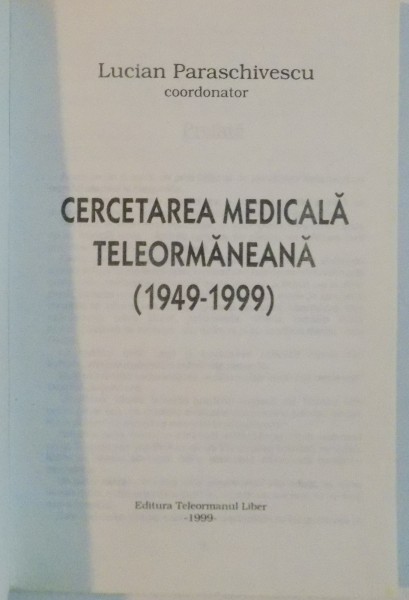 Lucian Paraschivescu
coordonator
CERCETAREA MEDICALĂ
TELEORMĂNEANĂ
(1949-1999)
Editura Teleormanul Liber
-1999-